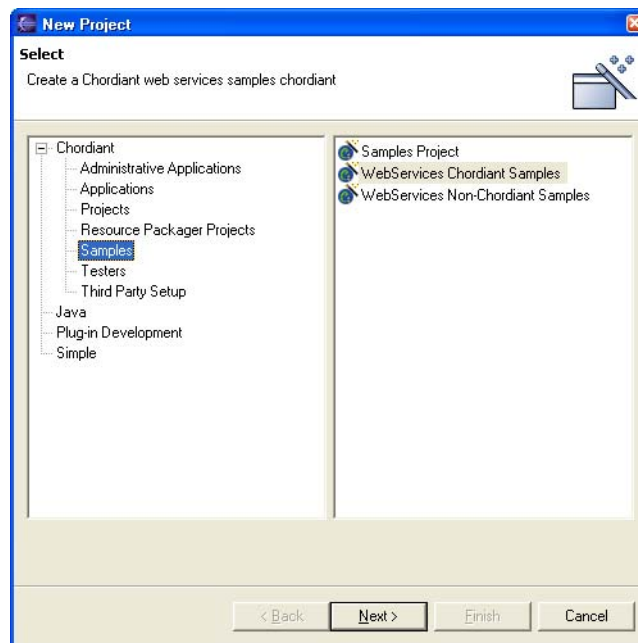 New Project
Select
Create a Chordiant web services samples chordiant
Chordiant
Administrative Applications
Applications
Projects
Resource Packager Projects
Samples
Testers
Third Party Setup
Java
Plug-in Development
Simple
Samples Project
WebServices Chordiant Samples
WebServices Non-Chordiant Samples
< Back
Next >
Finish
Cancel